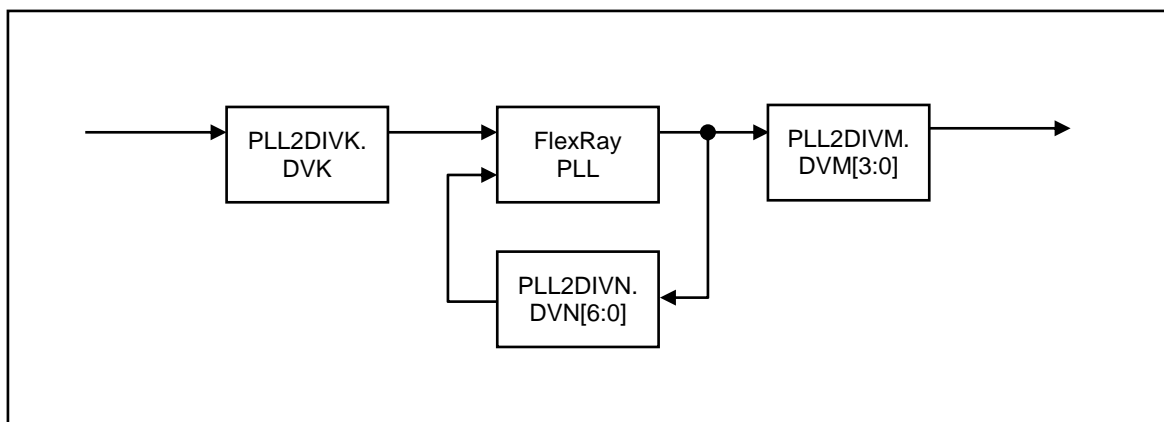 PLL2DIVK.
DVK
FlexRay
PLL
PLL2DIVM.
DVM[3:0]
PLL2DIVN.
DVN[6:0]